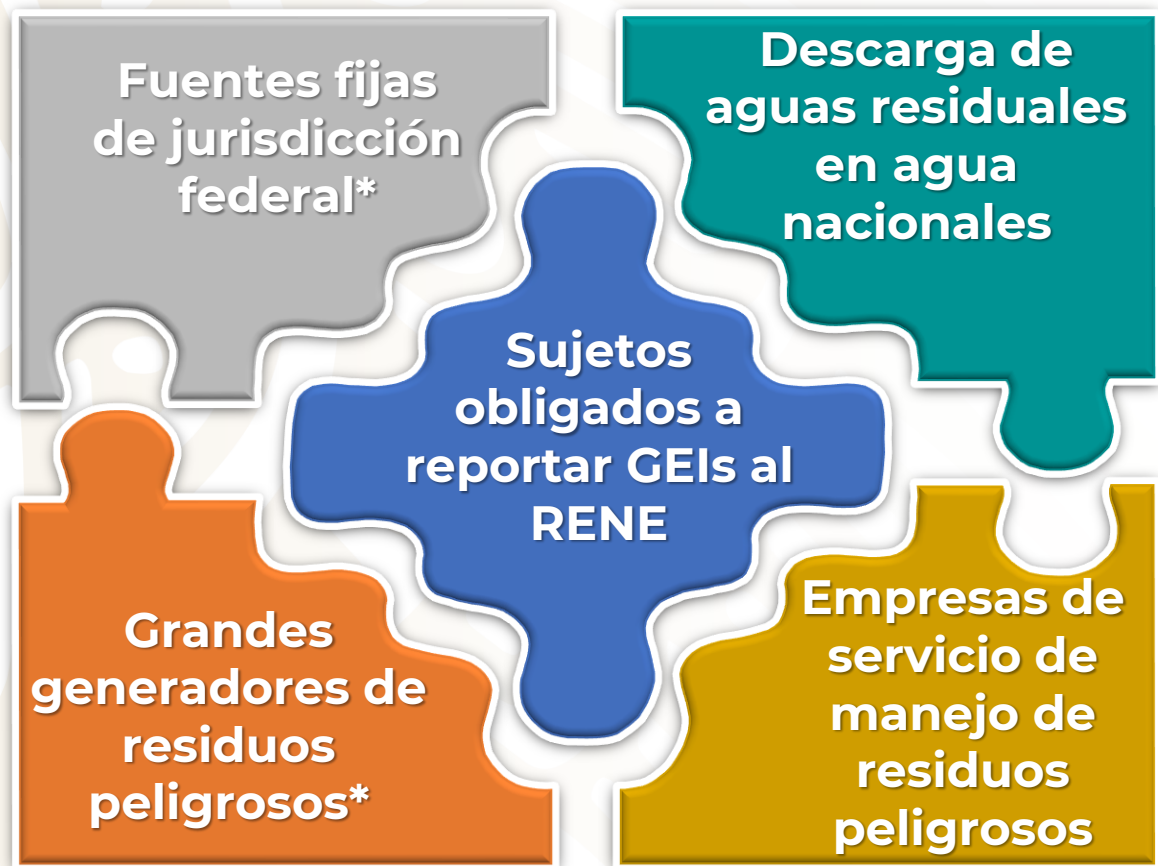 Fuentes fijas
de jurisdicción
federal*
Descarga de
aguas residuales
en agua
nacionales
Sujetos
obligados a
reportar GEIs al
RENE
Grandes
generadores de
residuos
peligrosos*
Empresas de
servicio de
manejo de
residuos
peligrosos